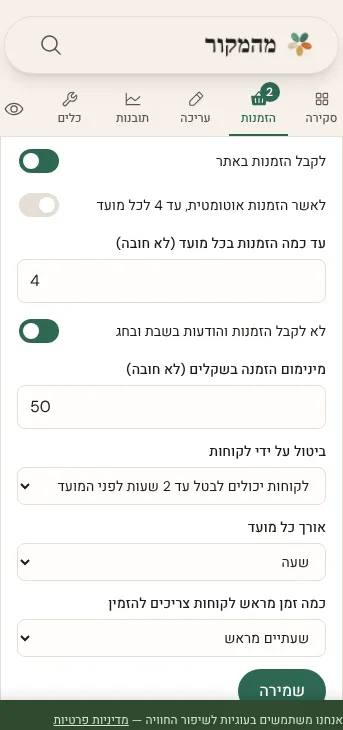 מהמקור
סקירה
2
הזמנות
עריכה
תובנות
כלים
לקבל הזמנות באתר
לאשר הזמנות אוטומטית, עד 4 לכל מועד
עד כמה הזמנות בכל מועד (לא חובה)
4
לא לקבל הזמנות והודעות בשבת ובחג
מינימום הזמנה בשקלים (לא חובה)
50
ביטול על ידי לקוחות
לקוחות יכולים לבטל עד 2 שעות לפני המועד
אורך כל מועד
שעה
כמה זמן מראש לקוחות צריכים להזמין
שעתיים מראש
שמירה
אנחנו משתמשים בעוגיות לשיפור החוויה — מדיניות פרטיות